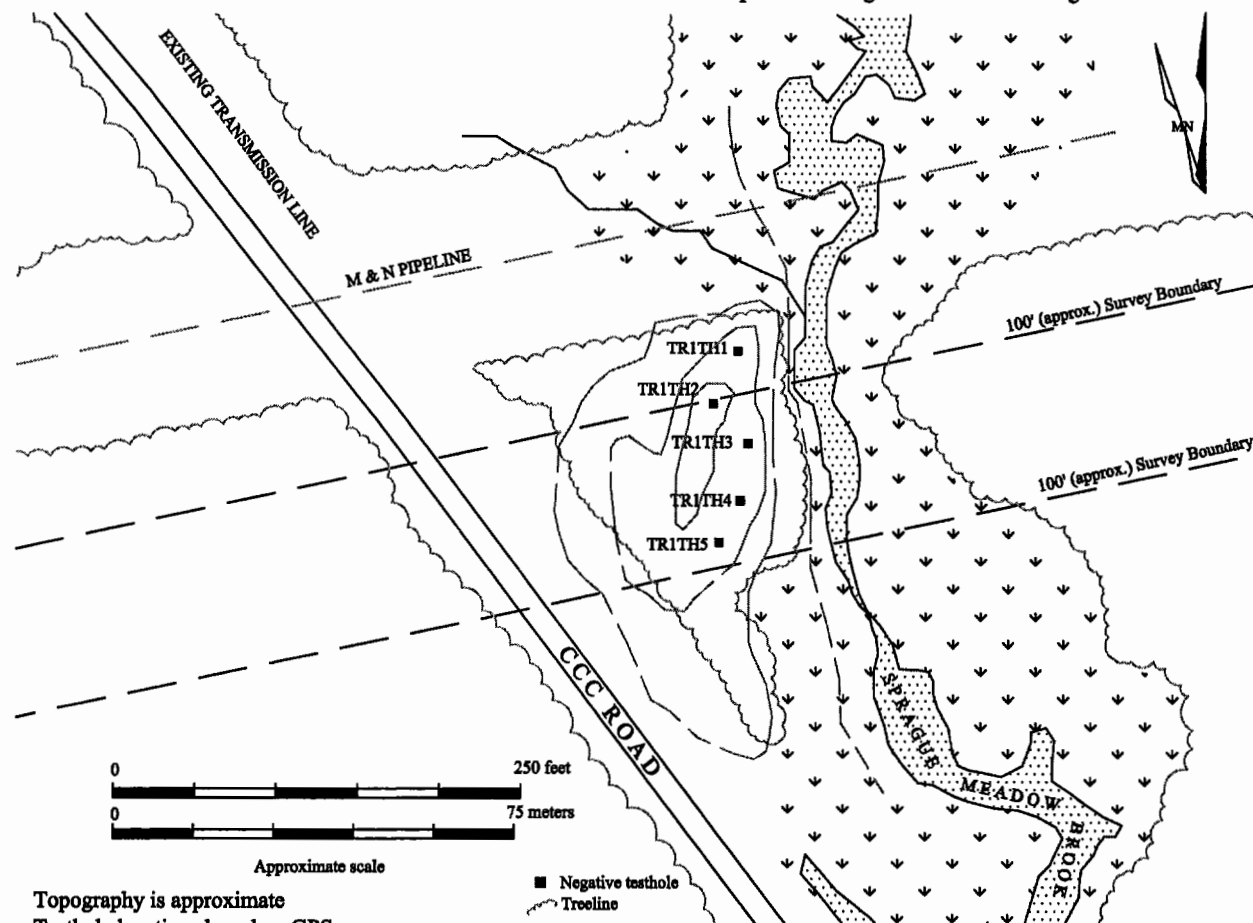 EXISTING TRANSMISSION LINE
MN
M & N PIPELINE
100' (approx.) Survey Boundary
TR1TH1
TR1TH2
TR1TH3
100' (approx.) Survey Boundary
TR1TH4
TR1TH5
CCC ROAD
SPRAGUE
MEADOW
BROOK
0
250 feet
0
75 meters
Approximate scale
Negative testhole
Treeline
Topography is approximate